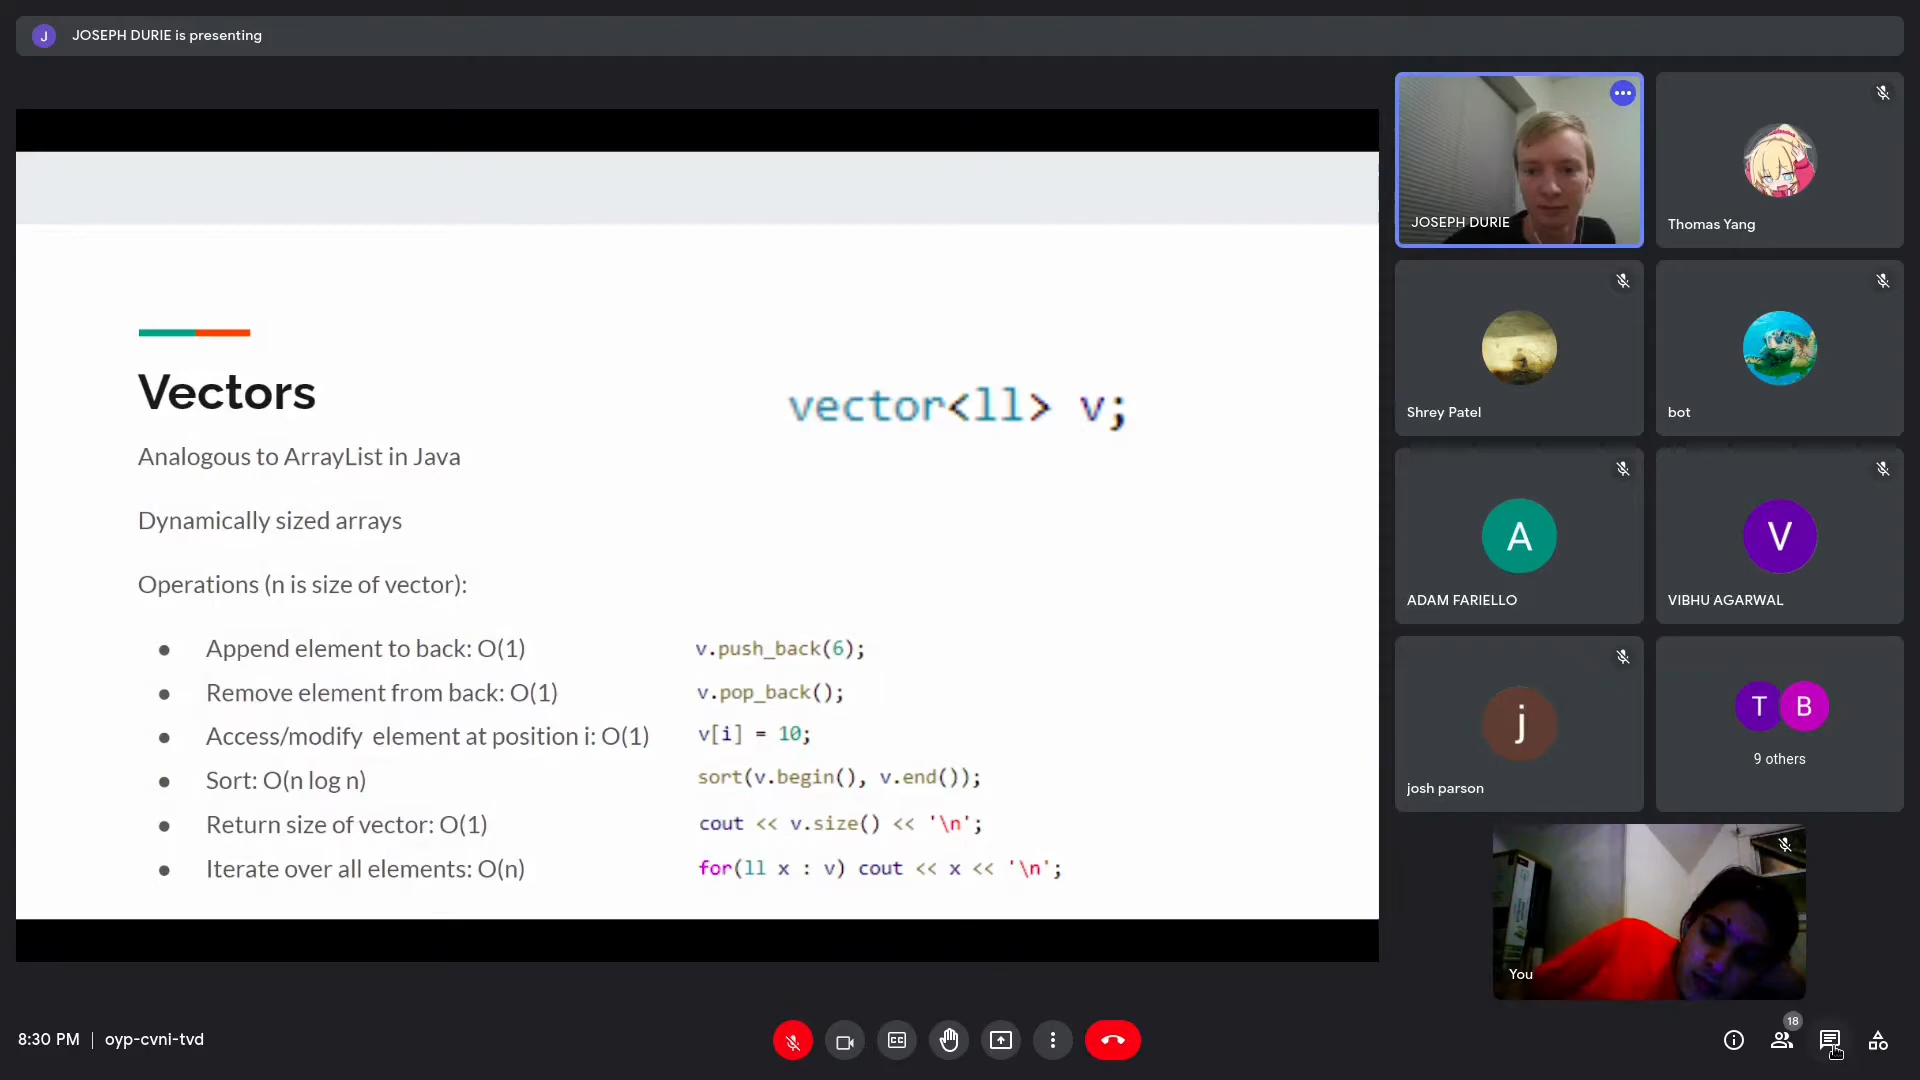 J JOSEPH DURIE is presenting
Vectors
Analogous to ArrayList in Java
Dynamically sized arrays
Operations (n is size of vector):
● Append element to back: O(1)
● Remove element from back: O(1)
● Access/modify element at position i: O(1)
● Sort: O(n log n)
● Return size of vector: O(1)
● Iterate over all elements: O(n)
vector<ll> v;
v.push_back(6);
v.pop_back();
v[i] = 10;
sort(v.begin(), v.end());
cout << v.size() << '\n';
for(ll x : v) cout << x << '\n';
JOSEPH DURIE
Thomas Yang
Shrey Patel
bot
A
ADAM FARIELLO
V
VIBHU AGARWAL
j
josh parson
T B
9 others
You
8:30 PM | oyp-cvni-tvd
CC
18